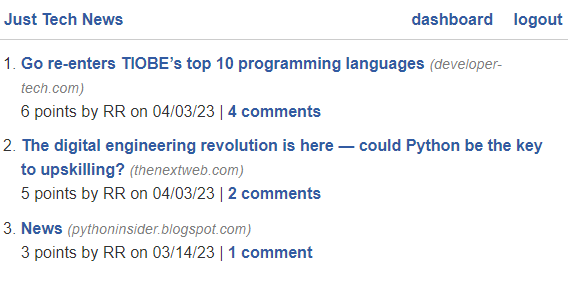 Just Tech News dashboard logout
1. Go re-enters TIOBE’s top 10 programming languages (developer-
tech.com)
6 points by RR on 04/03/23 | 4 comments
2. The digital engineering revolution is here — could Python be the key
to upskilling? (thenextweb.com)
5 points by RR on 04/03/23 | 2 comments
3. News (pythoninsider.blogspot.com)
3 points by RR on 03/14/23 | 1 comment